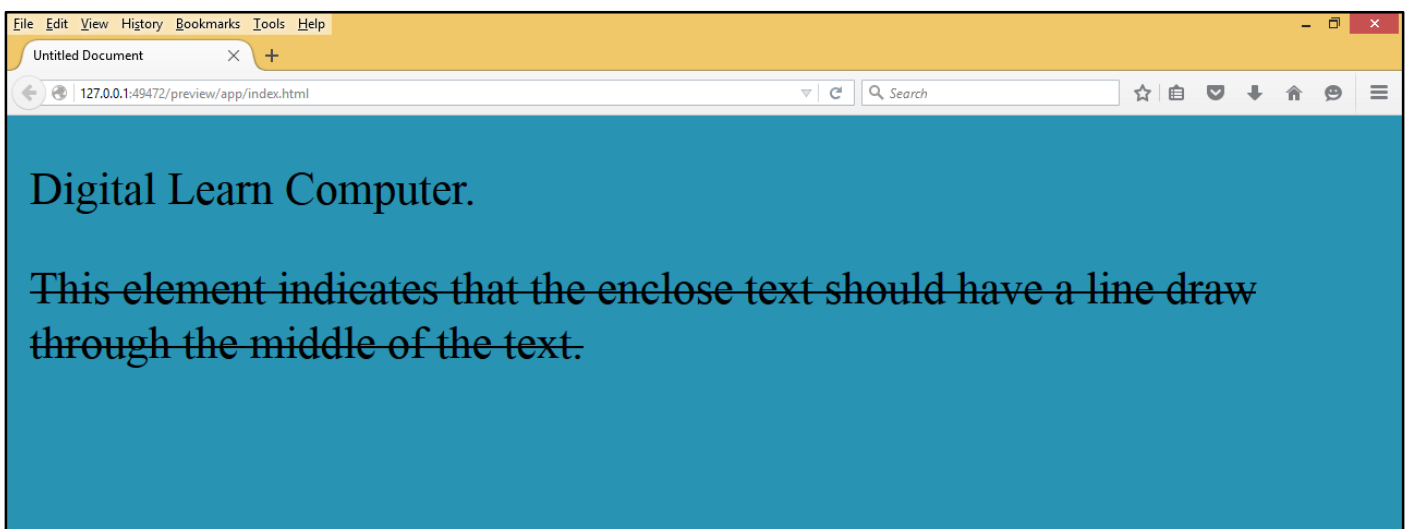 File Edit View History Bookmarks Tools Help
Untitled Document
127.0.0.1:49472/preview/app/index.html
Search
Digital Learn Computer.
This element indicates that the enclose text should have a line draw
through the middle of the text.